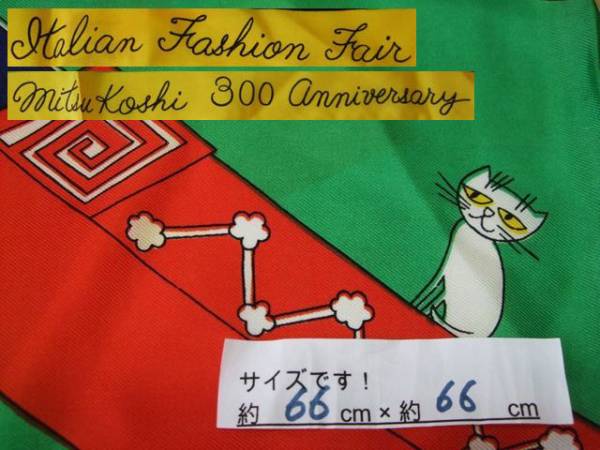 Italian Fashion Fair
Mitsukoshi 300 Anniversary
サイズです！
約 66 cm × 約 66 cm